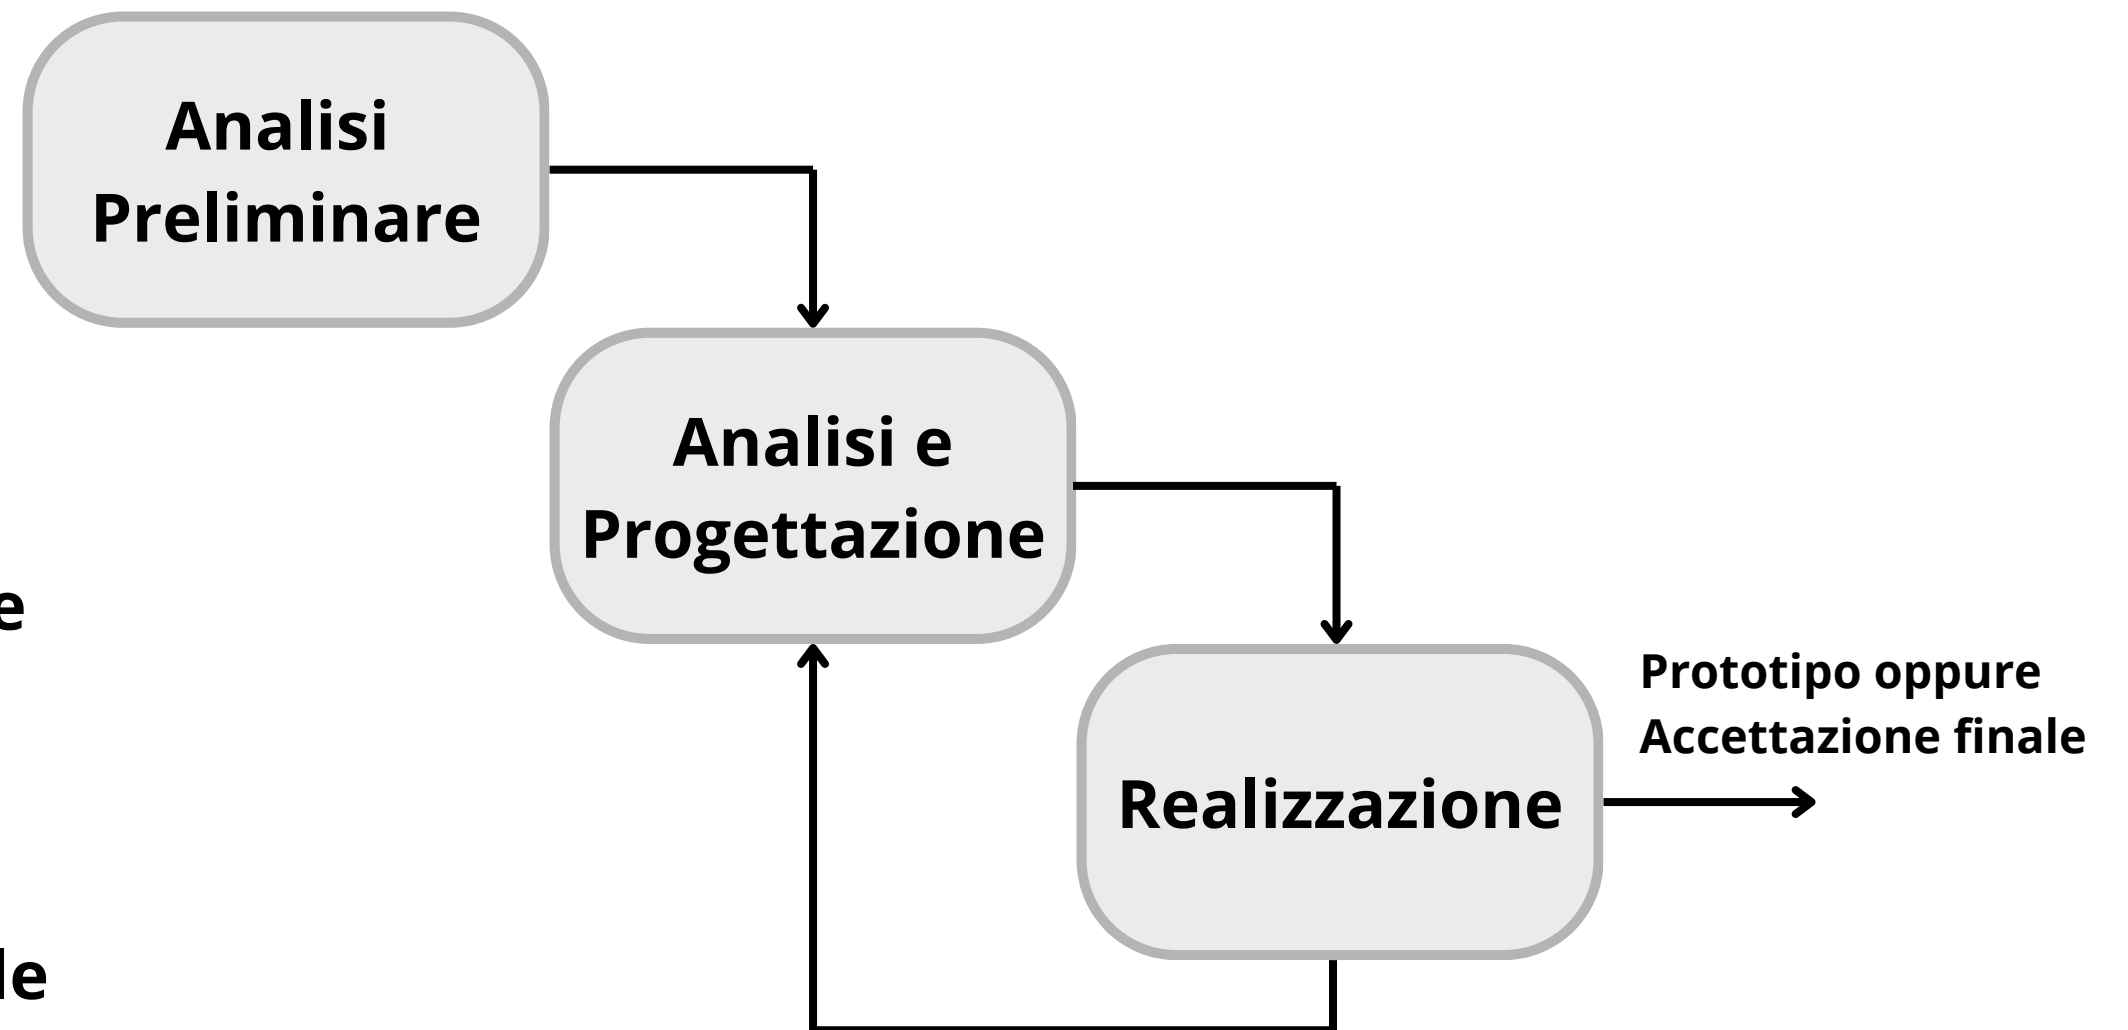 Analisi
Preliminare
Analisi e
Progettazione
Prototipo oppure
Accettazione finale
Realizzazione